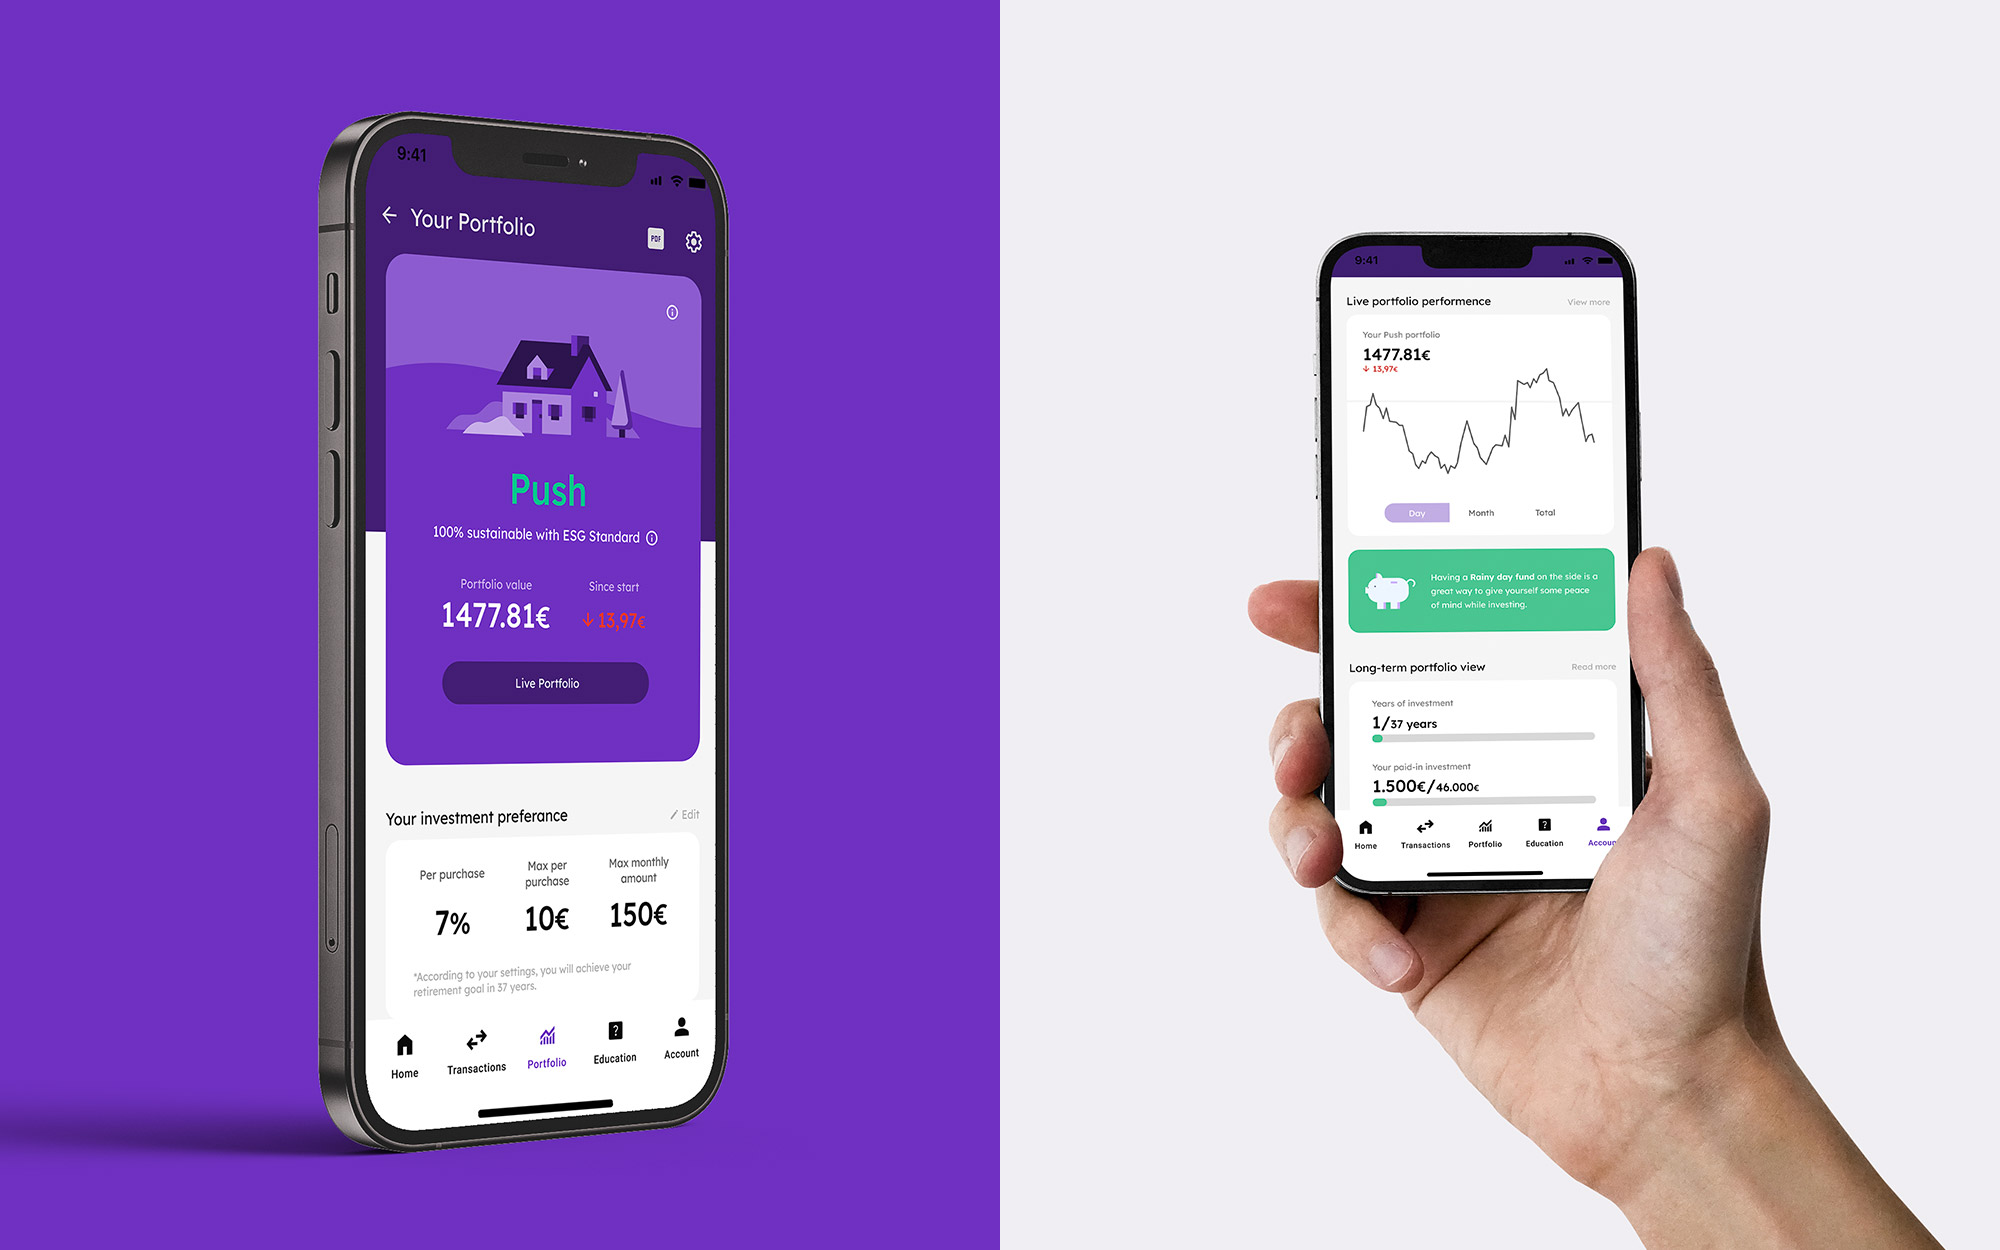 9:41
Your Portfolio
PDF
Push
100% sustainable with ESG Standard
Portfolio value
Since start
1477.81€
13,97€
Live Portfolio
Your investment preferance
Edit
Per purchase
Max per
purchase
Max monthly
amount
7%
10€
150€
*According to your settings, you will achieve your
retirement goal in 37 years.
Home
Transactions
Portfolio
?
Education
Account
9:41
Live portfolio performence
View more
Your Push portfolio
1477.81€
13,97€
Day
Month
Total
Having a Rainy day fund on the side is a
great way to give yourself some peace
of mind while investing.
Long-term portfolio view
Read more
Years of investment
1/37 years
Your paid-in investment
1.500€/46.000€
Home
Transactions
Portfolio
?
Education
Accoun